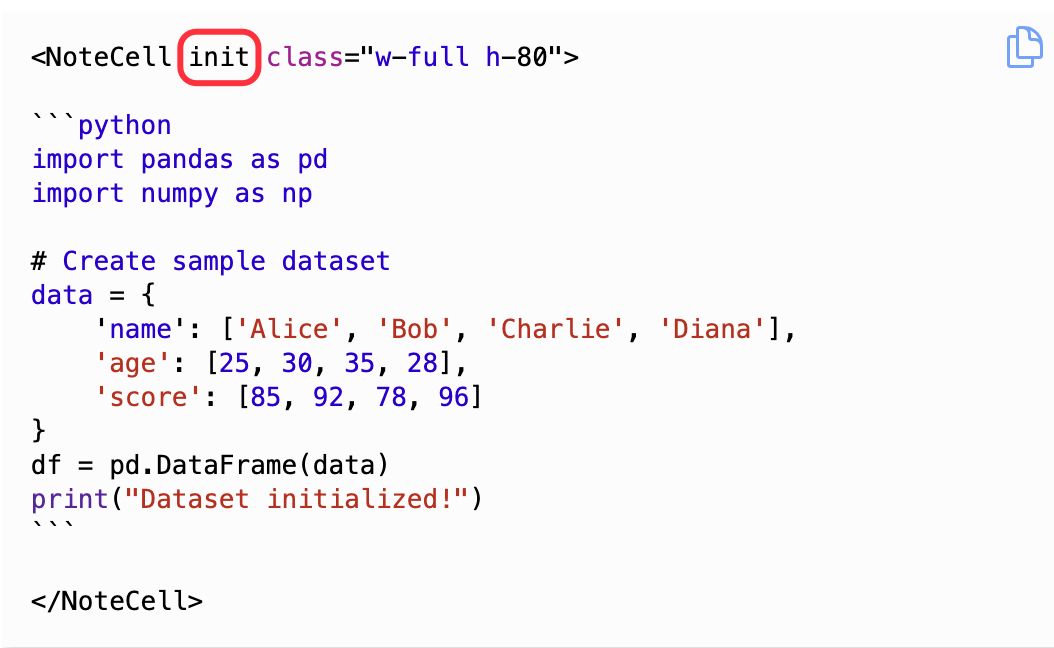 <NoteCell init class="w-full h-80">
```python
import pandas as pd
import numpy as np
# Create sample dataset
data = {
    'name': ['Alice', 'Bob', 'Charlie', 'Diana'],
    'age': [25, 30, 35, 28],
    'score': [85, 92, 78, 96]
}
df = pd.DataFrame(data)
print("Dataset initialized!")
```
</NoteCell>